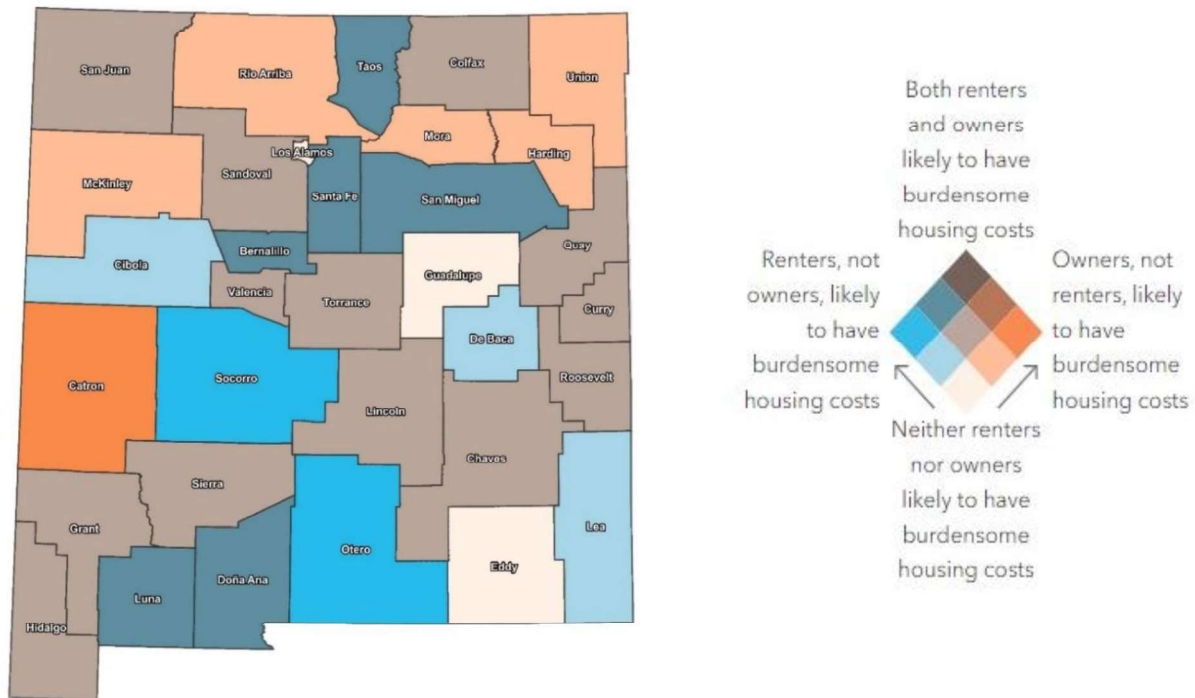 San Juan
Rio Arriba
Taos
Colfax
Union
Los Alamos
Mora
Harding
McKinley
Sandoval
Santa Fe
San Miguel
Quay
Cibola
Bernalillo
Guadalupe
Valencia
Torrance
Curry
De Baca
Catron
Socorro
Roosevelt
Lincoln
Chaves
Sierra
Grant
Otero
Lea
Eddy
Luna
Doña Ana
Hidalgo
Both renters
and owners
likely to have
burdensome
housing costs
Renters, not
owners, likely
to have
burdensome
housing costs
Owners, not
renters, likely
to have
burdensome
housing costs
Neither renters
nor owners
likely to have
burdensome
housing costs